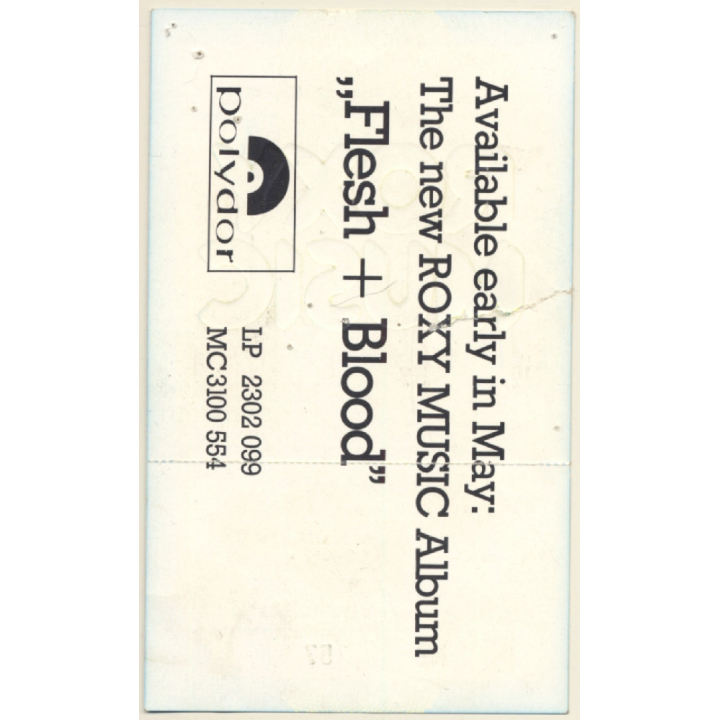 Available early in May:
The new ROXY MUSIC Album
„Flesh + Blood”
polydor
LP 2302 099
MC 3100 554